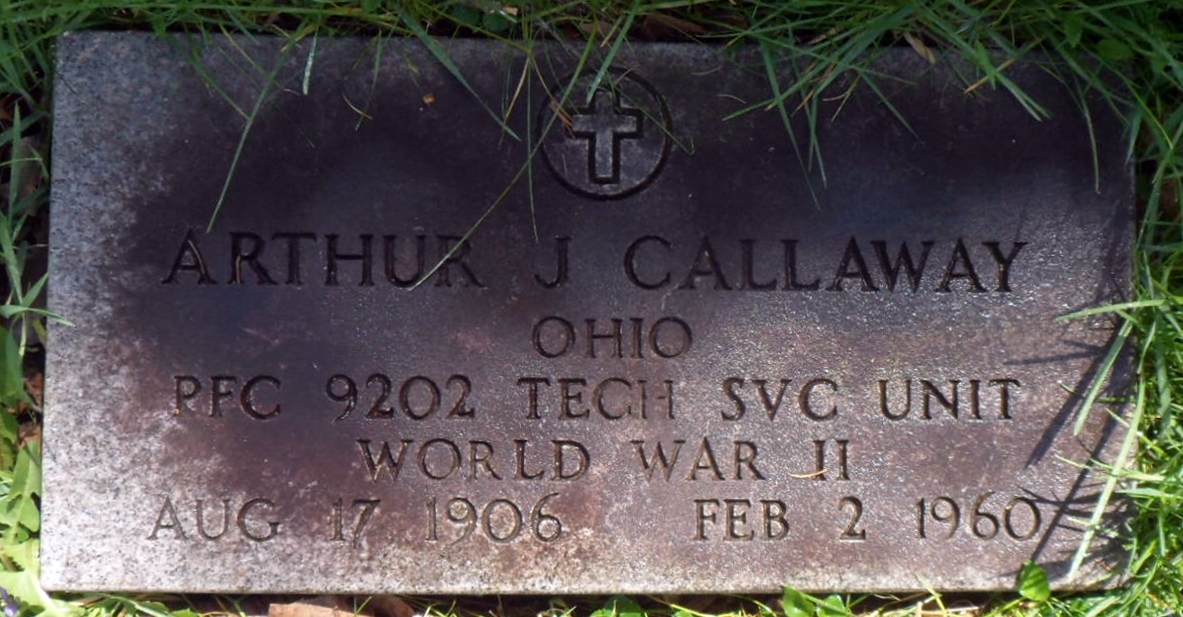 ARTHUR J CALLAWAY
OHIO
PFC 9202 TECH SVC UNIT
WORLD WAR II
AUG 17 1906 FEB 2 1960